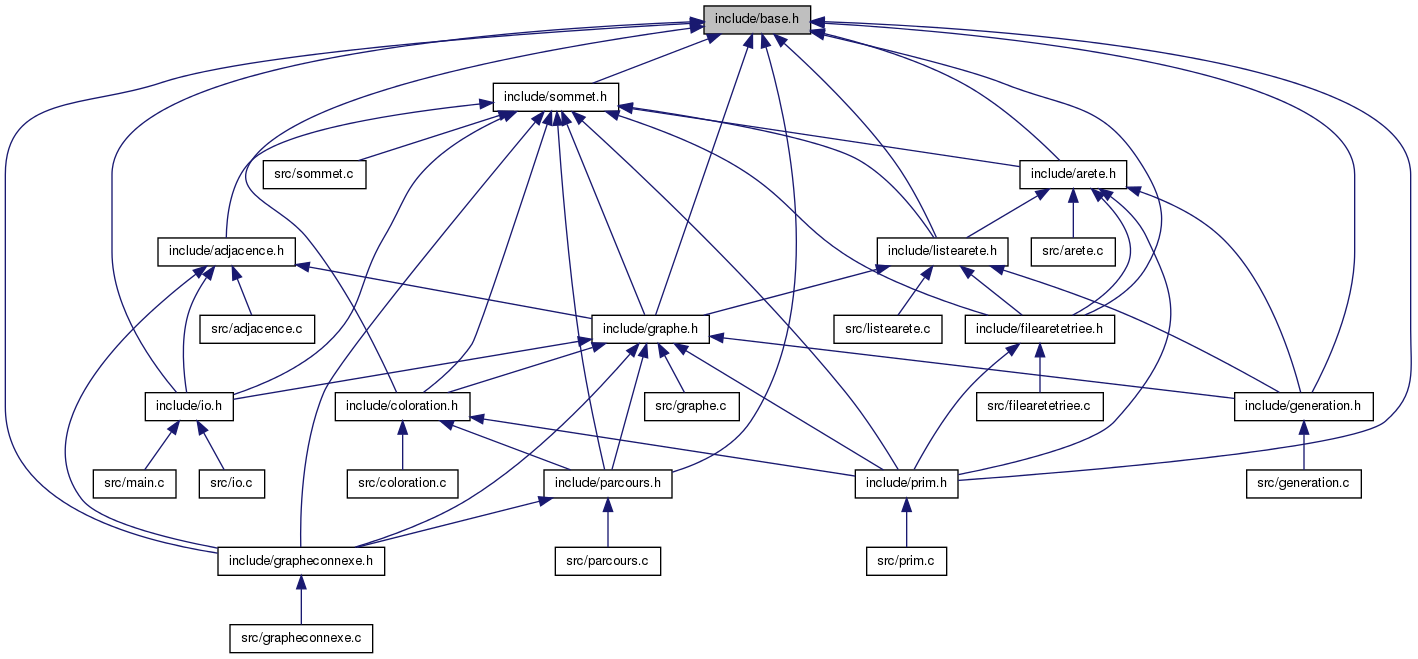 include/base.h
include/sommet.h
src/sommet.c
include/arete.h
include/adjacence.h
include/listearete.h
src/arete.c
src/adjacence.c
include/graphe.h
src/listearete.c
include/filearetetriee.h
include/io.h
include/coloration.h
src/graphe.c
src/filearetetriee.c
include/generation.h
src/main.c
src/io.c
src/coloration.c
include/parcours.h
include/prim.h
src/generation.c
include/grapheconnexe.h
src/parcours.c
src/prim.c
src/grapheconnexe.c